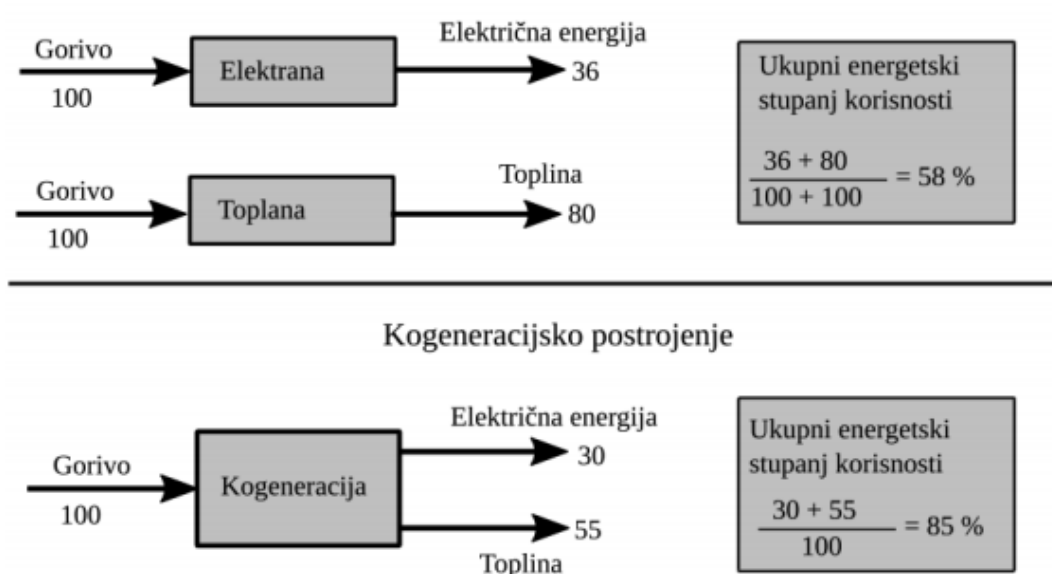 Gorivo
100
Elektrana
Električna energija
36
Ukupni energetski
stupanj korisnosti
36 + 80
100 + 100
= 58 %
Gorivo
100
Toplana
Toplina
80
Kogeneracijsko postrojenje
Gorivo
100
Kogeneracija
Električna energija
30
55
Toplina
Ukupni energetski
stupanj korisnosti
30 + 55
100
= 85 %